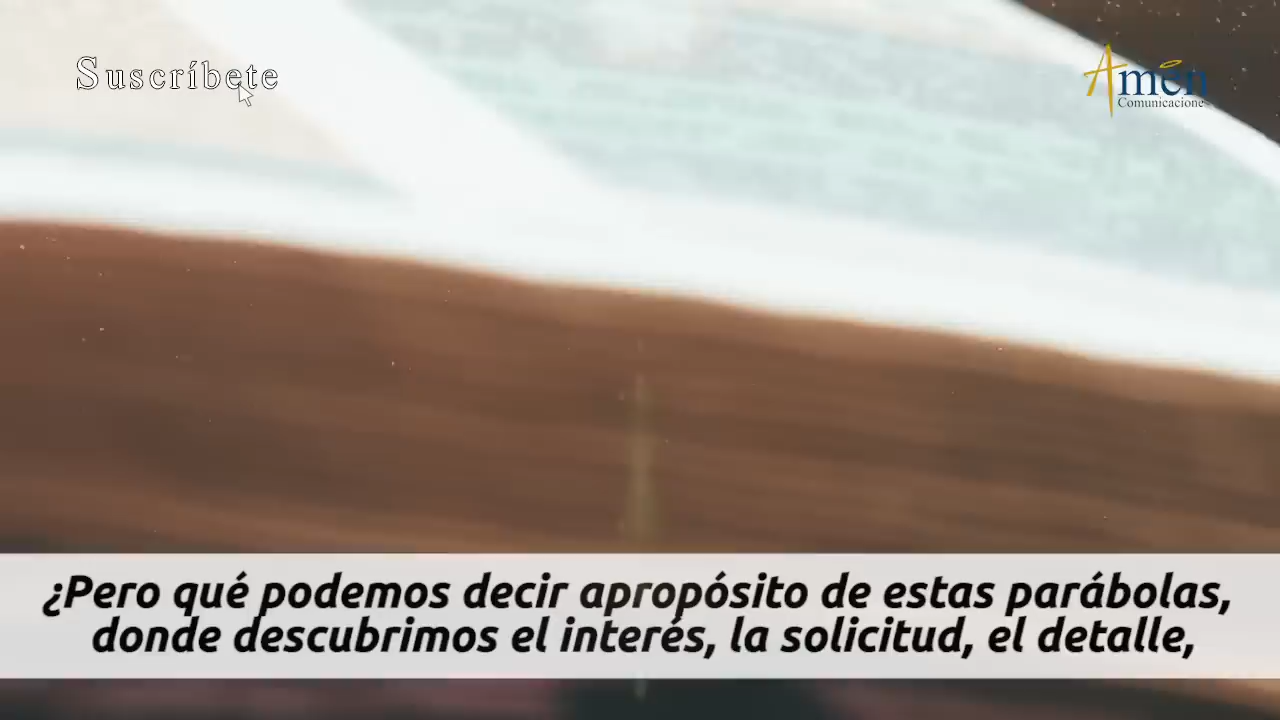 Suscríbete
Amén
Comunicaciones
¿Pero qué podemos decir apropósito de estas parábolas,
donde descubrimos el interés, la solicitud, el detalle,